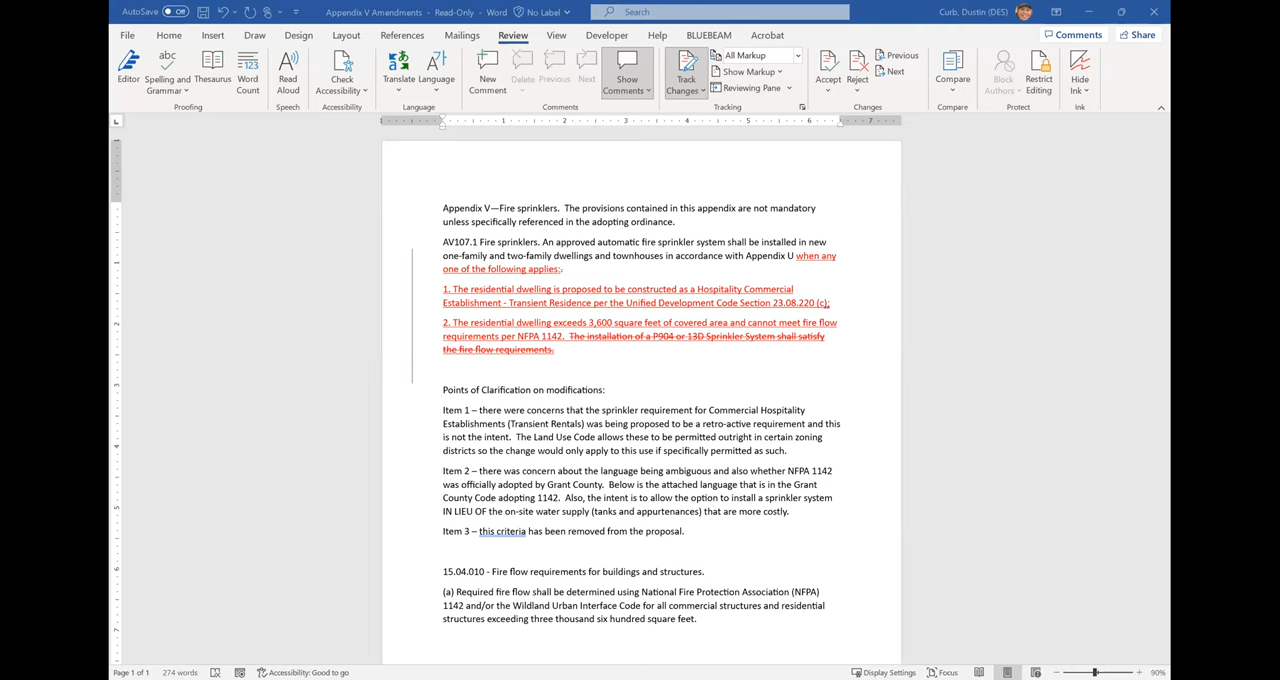 AutoSave Off Appendix V Amendments - Read-Only - Word No Label Search Curb, Dustin (DES)
File Home Insert Draw Design Layout References Mailings Review View Developer Help BLUEBEAM Acrobat Comments Share
Editor Spelling and Grammar Thesaurus Word Count Read Aloud Check Accessibility Translate Language New Comment Delete Previous Next Show Comments Track Changes All Markup Show Markup Reviewing Pane Accept Reject Previous Next Compare Block Authors Restrict Editing Hide Ink
Proofing Speech Accessibility Language Comments Tracking Changes Compare Protect Ink
1 2 3 4 5 6 7
Appendix V—Fire sprinklers. The provisions contained in this appendix are not mandatory
unless specifically referenced in the adopting ordinance.
AV107.1 Fire sprinklers. An approved automatic fire sprinkler system shall be installed in new
one-family and two-family dwellings and townhouses in accordance with Appendix U when any
one of the following applies:.
1. The residential dwelling is proposed to be constructed as a Hospitality Commercial
Establishment - Transient Residence per the Unified Development Code Section 23.08.220 (c);
2. The residential dwelling exceeds 3,600 square feet of covered area and cannot meet fire flow
requirements per NFPA 1142. The installation of a P904 or 13D Sprinkler System shall satisfy
the fire flow requirements.
Points of Clarification on modifications:
Item 1 – there were concerns that the sprinkler requirement for Commercial Hospitality
Establishments (Transient Rentals) was being proposed to be a retro-active requirement and this
is not the intent. The Land Use Code allows these to be permitted outright in certain zoning
districts so the change would only apply to this use if specifically permitted as such.
Item 2 – there was concern about the language being ambiguous and also whether NFPA 1142
was officially adopted by Grant County. Below is the attached language that is in the Grant
County Code adopting 1142. Also, the intent is to allow the option to install a sprinkler system
IN LIEU OF the on-site water supply (tanks and appurtenances) that are more costly.
Item 3 – this criteria has been removed from the proposal.
15.04.010 - Fire flow requirements for buildings and structures.
(a) Required fire flow shall be determined using National Fire Protection Association (NFPA)
1142 and/or the Wildland Urban Interface Code for all commercial structures and residential
structures exceeding three thousand six hundred square feet.
Page 1 of 1 274 words Accessibility: Good to go Display Settings Focus 90%